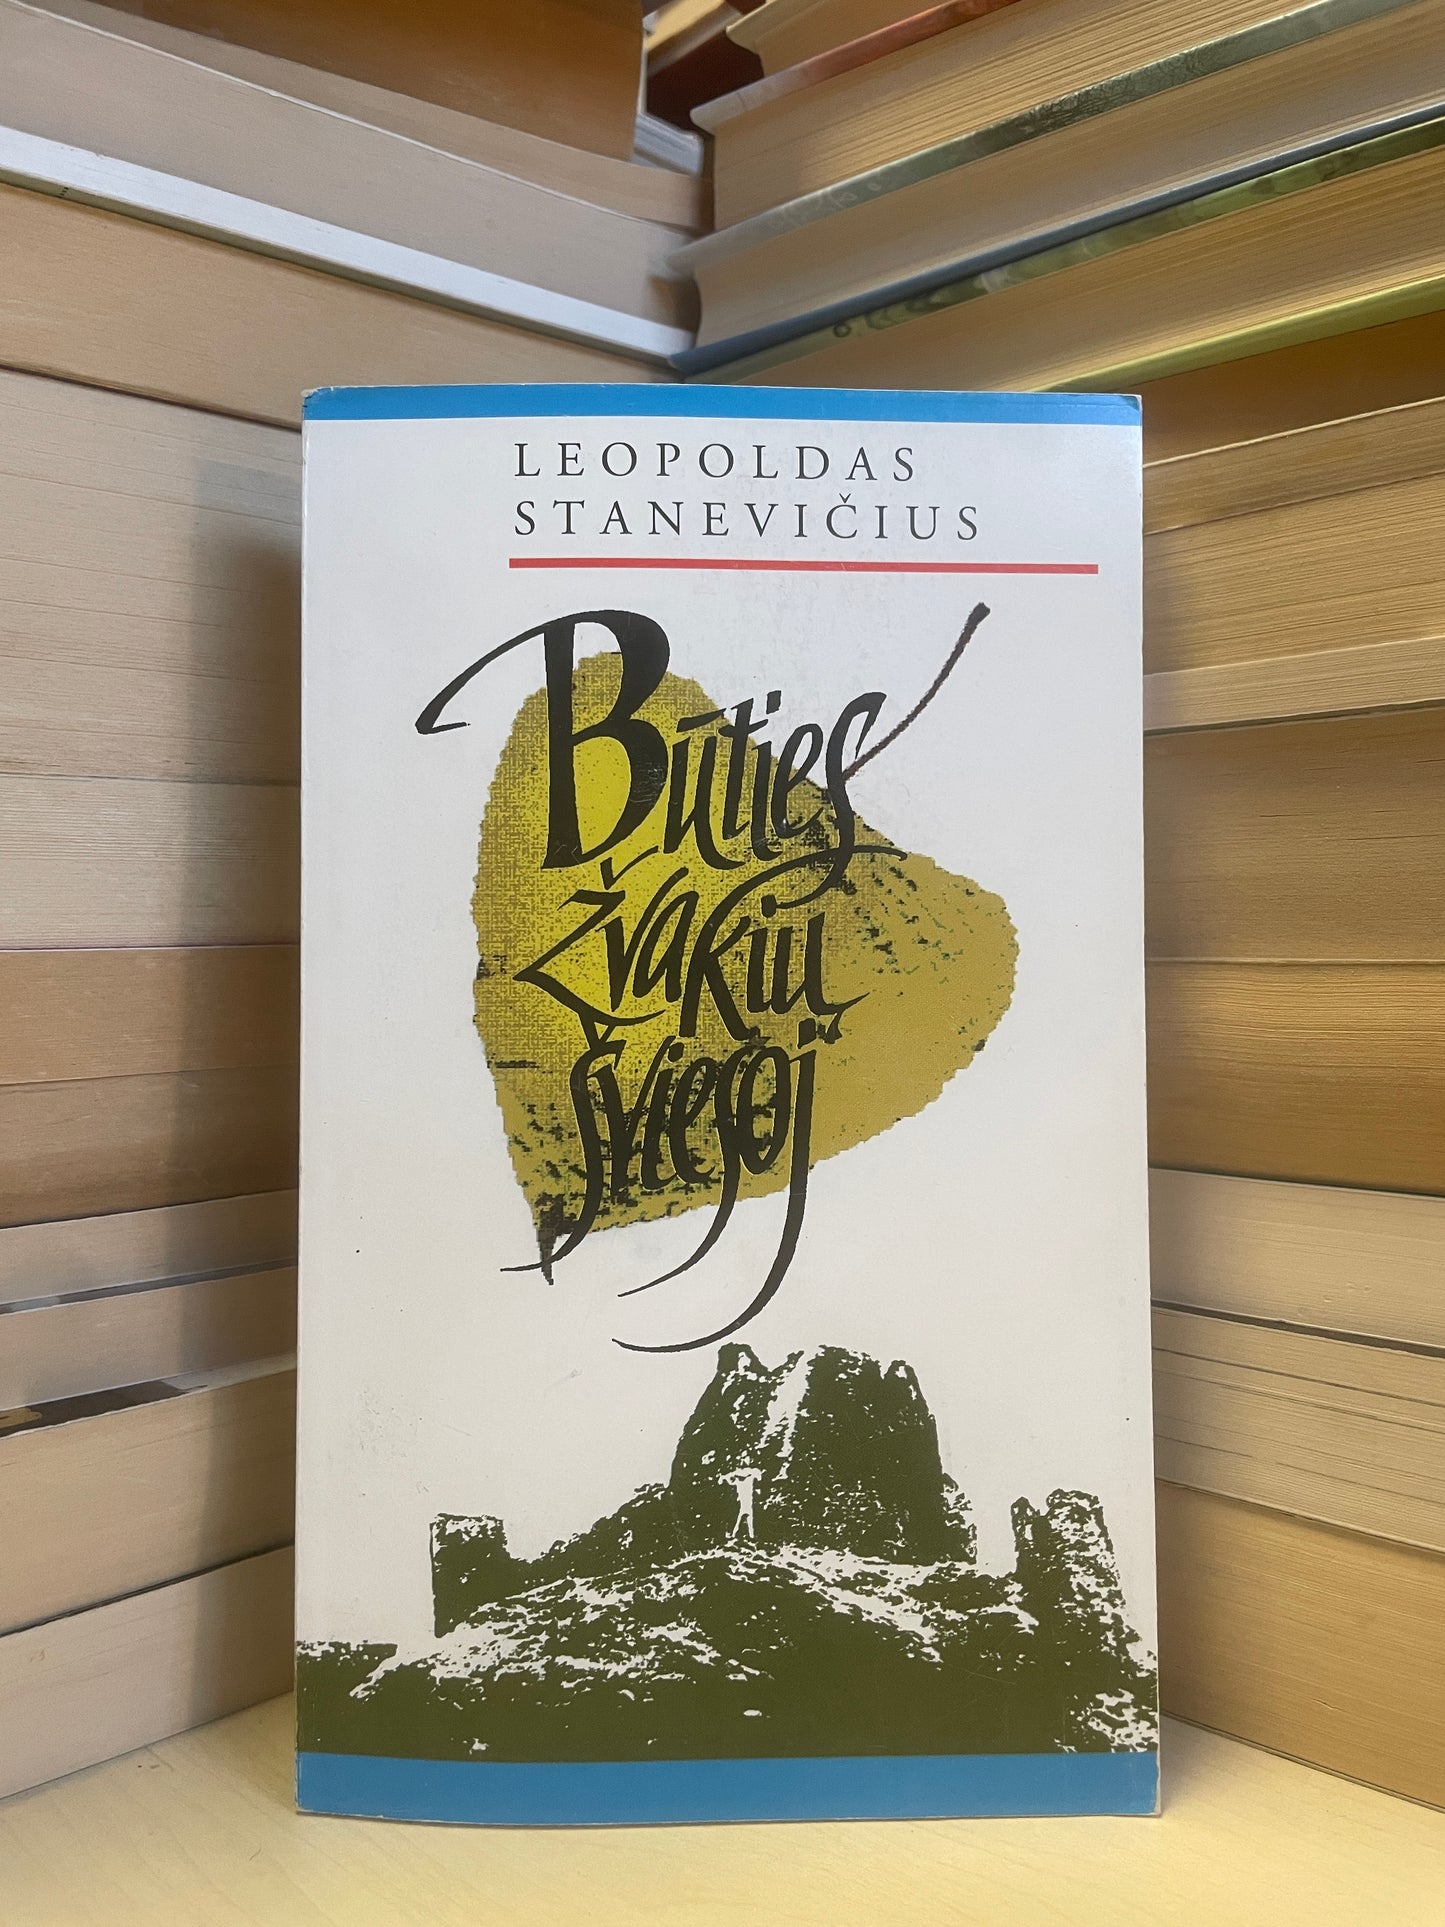 LEOPOLDAS
STANEVIČIUS
Būties
žvakių
šviesoj